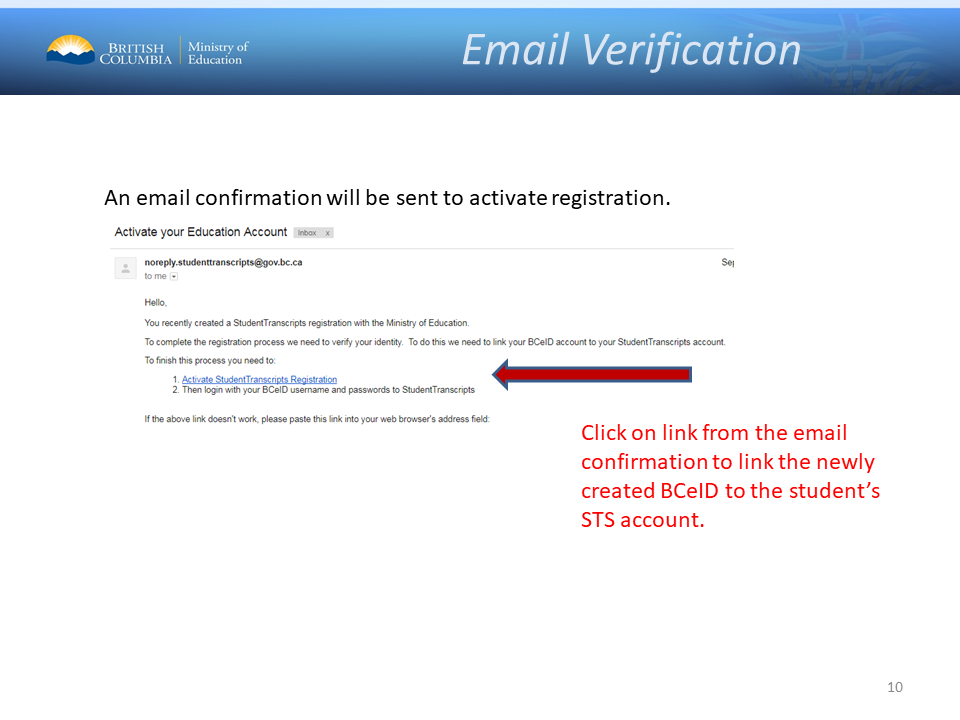 BRITISH
COLUMBIA
Ministry of
Education
Email Verification
An email confirmation will be sent to activate registration.
Activate your Education Account Inbox x
noreply.studenttranscripts@gov.bc.ca Sep
to me
Hello,
You recently created a StudentTranscripts registration with the Ministry of Education.
To complete the registration process we need to verify your identity. To do this we need to link your BCeID account to your StudentTranscripts account.
To finish this process you need to:
1. Activate StudentTranscripts Registration
2. Then login with your BCeID username and passwords to StudentTranscripts
If the above link doesn't work, please paste this link into your web browser's address field:
Click on link from the email
confirmation to link the newly
created BCeID to the student’s
STS account.
10